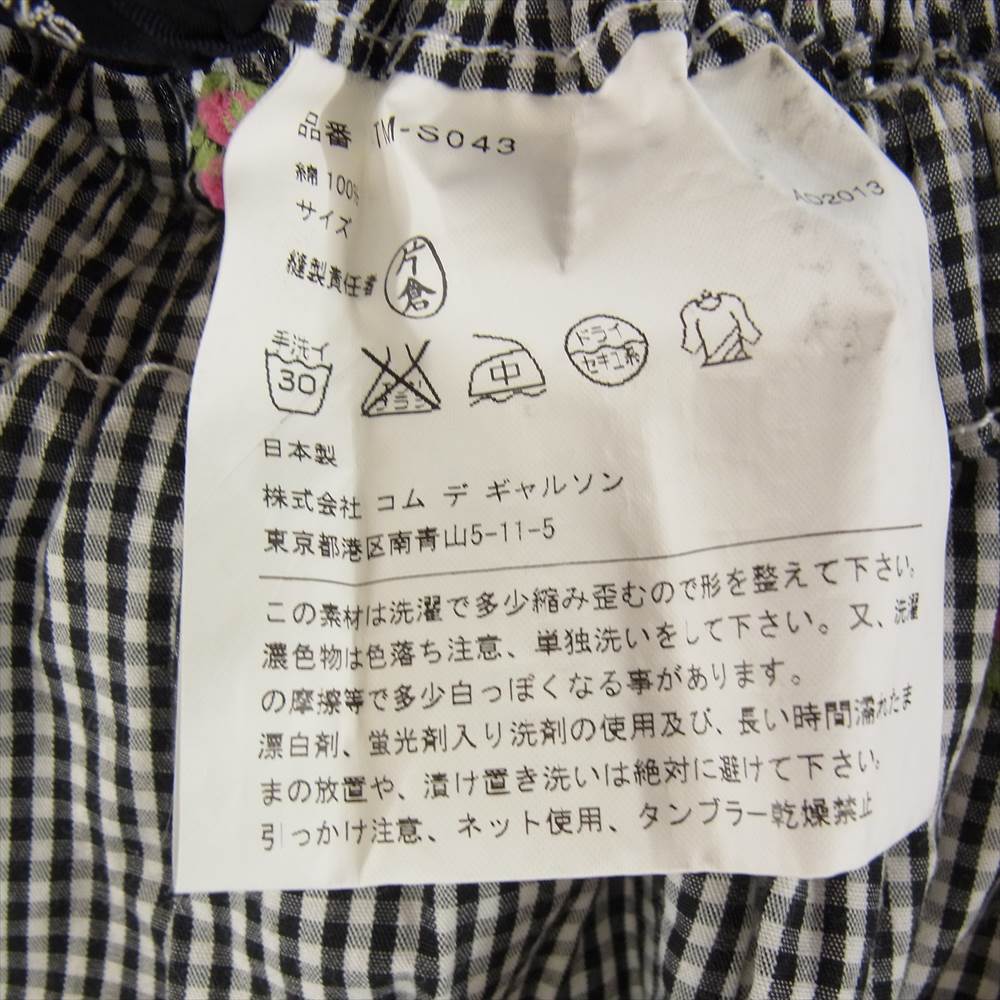 品番 TM-S043
AD2013
綿 100%
サイズ
縫製責任者 片倉
手洗イ
30
中
ドライ
セキユ系
日本製
株式会社 コム デ ギャルソン
東京都港区南青山5-11-5
この素材は洗濯で多少縮み歪むので形を整えて下さい。
濃色物は色落ち注意、単独洗いをして下さい。又、洗濯
の摩擦等で多少白っぽくなる事があります。
漂白剤、蛍光剤入り洗剤の使用及び、長い時間濡れたま
まの放置や、漬け置き洗いは絶対に避けて下さい。
引っかけ注意、ネット使用、タンブラー乾燥禁止